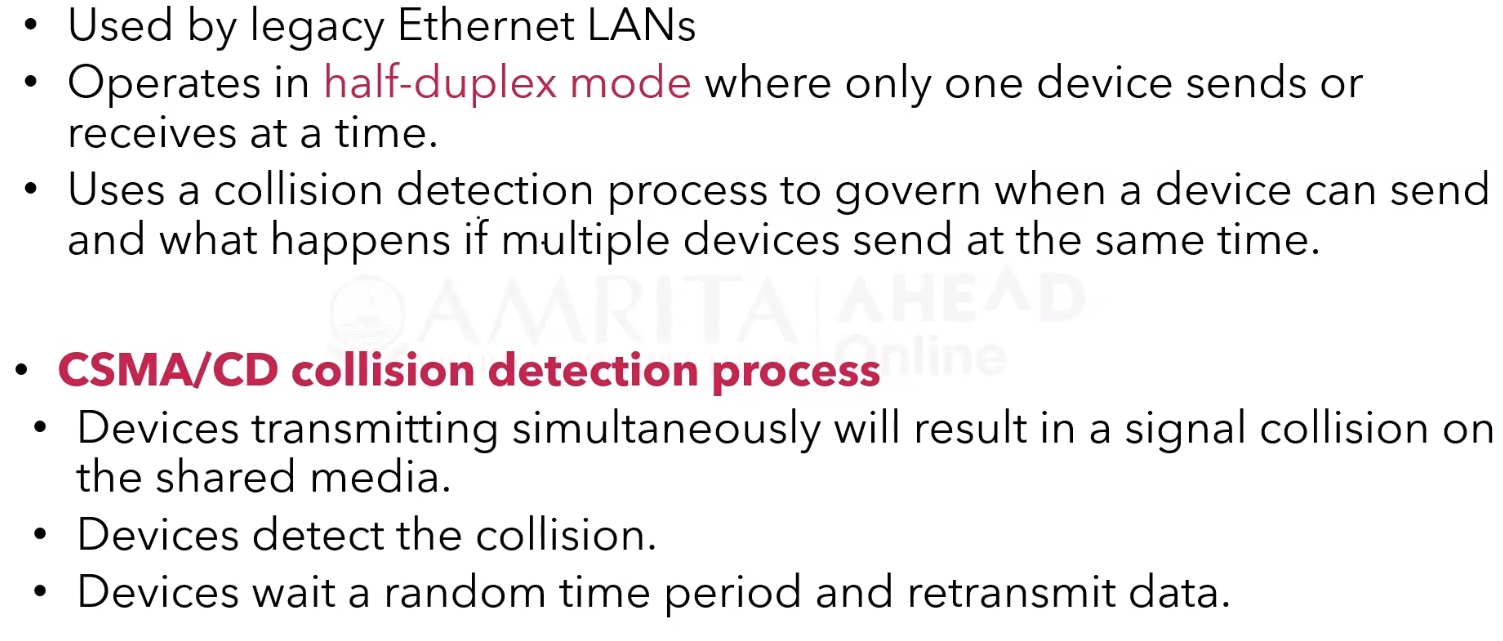 • Used by legacy Ethernet LANs
• Operates in half-duplex mode where only one device sends or
receives at a time.
• Uses a collision detection process to govern when a device can send
and what happens if multiple devices send at the same time.
AMRITA AHEAD
Online
• CSMA/CD collision detection process
• Devices transmitting simultaneously will result in a signal collision on
the shared media.
• Devices detect the collision.
• Devices wait a random time period and retransmit data.